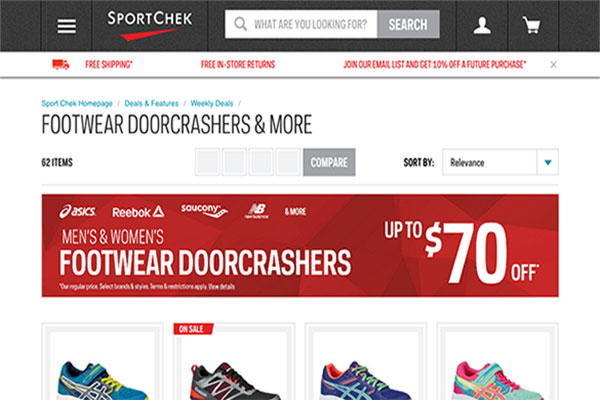 SPORTCHEK
WHAT ARE YOU LOOKING FOR?
SEARCH
FREE SHIPPING*
FREE IN-STORE RETURNS
JOIN OUR EMAIL LIST AND GET 10% OFF A FUTURE PURCHASE*
Sport Chek Homepage / Deals & Features / Weekly Deals /
FOOTWEAR DOORCRASHERS & MORE
62 ITEMS
COMPARE
SORT BY:
Relevance
asics
Reebok
saucony
NB
new balance
& MORE
MEN'S & WOMEN'S
FOOTWEAR DOORCRASHERS
*Our regular price. Select brands & styles. Terms & restrictions apply. View details
UP TO $70 OFF*
ON SALE